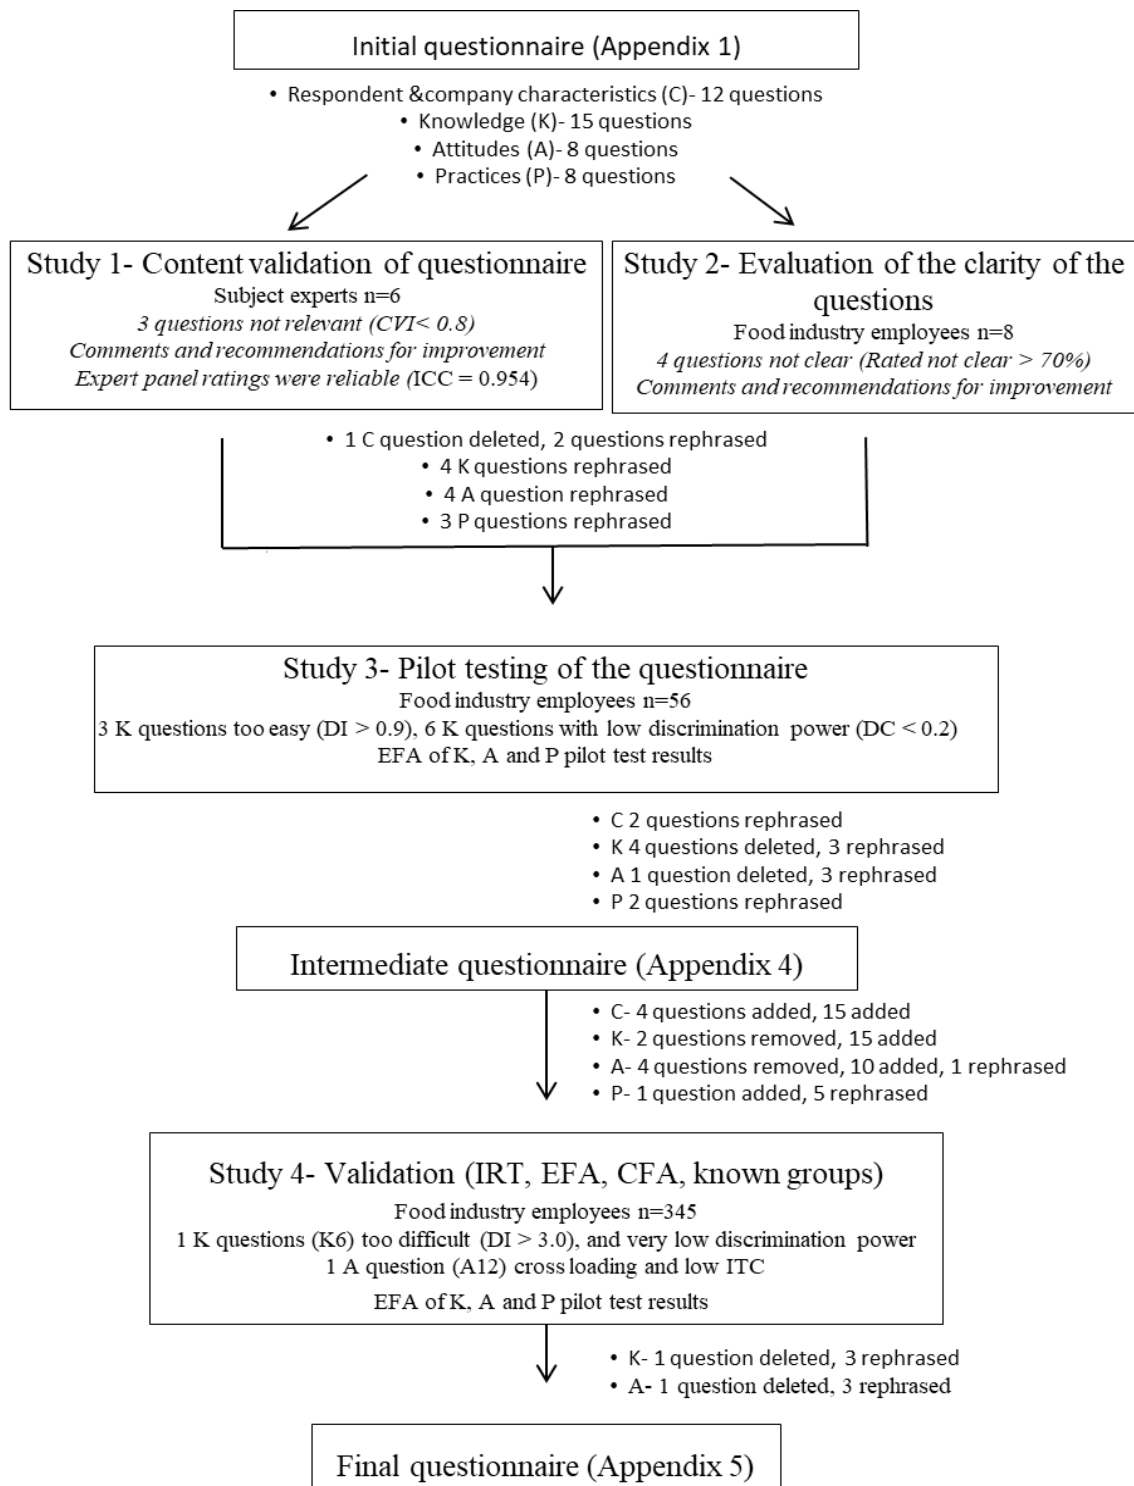 Initial questionnaire (Appendix 1)
• Respondent &company characteristics (C)- 12 questions
• Knowledge (K)- 15 questions
• Attitudes (A)- 8 questions
• Practices (P)- 8 questions
Study 1- Content validation of questionnaire
Subject experts n=6
3 questions not relevant (CVI< 0.8)
Comments and recommendations for improvement
Expert panel ratings were reliable (ICC = 0.954)
Study 2- Evaluation of the clarity of the
questions
Food industry employees n=8
4 questions not clear (Rated not clear > 70%)
Comments and recommendations for improvement
• 1 C question deleted, 2 questions rephrased
• 4 K questions rephrased
• 4 A question rephrased
• 3 P questions rephrased
Study 3- Pilot testing of the questionnaire
Food industry employees n=56
3 K questions too easy (DI > 0.9), 6 K questions with low discrimination power (DC < 0.2)
EFA of K, A and P pilot test results
• C 2 questions rephrased
• K 4 questions deleted, 3 rephrased
• A 1 question deleted, 3 rephrased
• P 2 questions rephrased
Intermediate questionnaire (Appendix 4)
• C- 4 questions added, 15 added
• K- 2 questions removed, 15 added
• A- 4 questions removed, 10 added, 1 rephrased
• P- 1 question added, 5 rephrased
Study 4- Validation (IRT, EFA, CFA, known groups)
Food industry employees n=345
1 K questions (K6) too difficult (DI > 3.0), and very low discrimination power
1 A question (A12) cross loading and low ITC
EFA of K, A and P pilot test results
• K- 1 question deleted, 3 rephrased
• A- 1 question deleted, 3 rephrased
Final questionnaire (Appendix 5)